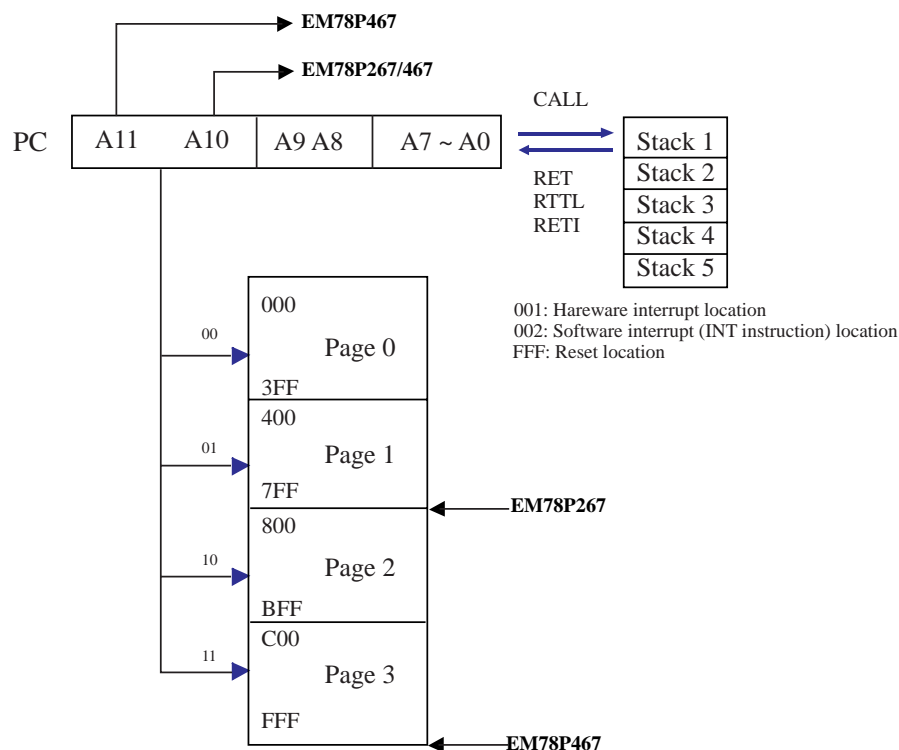 EM78P467
EM78P267/467
PC
A11 A10 A9 A8 A7 ~ A0
CALL
RET
RTTL
RETI
Stack 1
Stack 2
Stack 3
Stack 4
Stack 5
001: Hareware interrupt location
002: Software interrupt (INT instruction) location
FFF: Reset location
00
000
Page 0
3FF
01
400
Page 1
7FF
EM78P267
10
800
Page 2
BFF
11
C00
Page 3
FFF
EM78P467